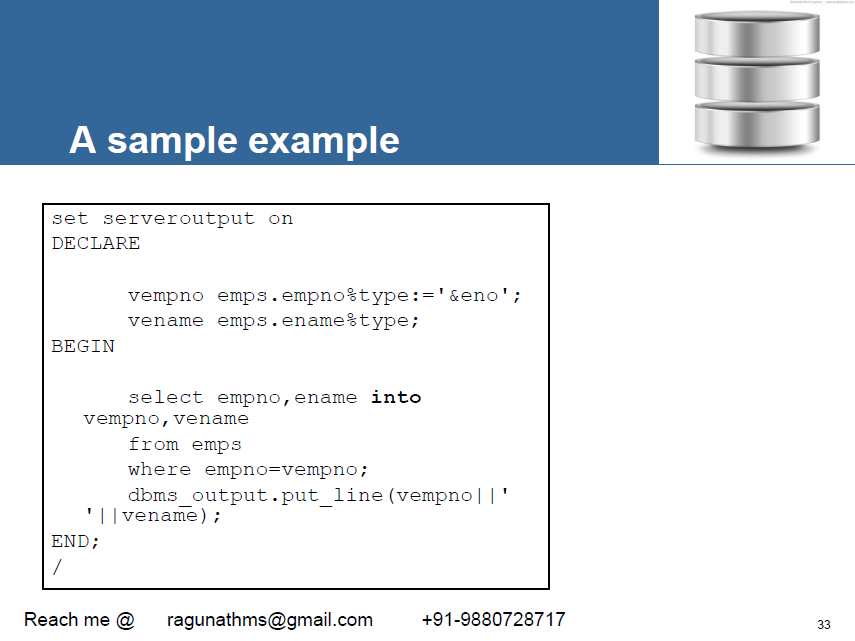 A sample example
set serveroutput on
DECLARE
vempno emps.empno%type:='&eno';
vename emps.ename%type;
BEGIN
select empno,ename into
vempno,vename
from emps
where empno=vempno;
dbms_output.put_line(vempno||'
'||vename);
END;
/
Reach me @ ragunathms@gmail.com +91-9880728717
33